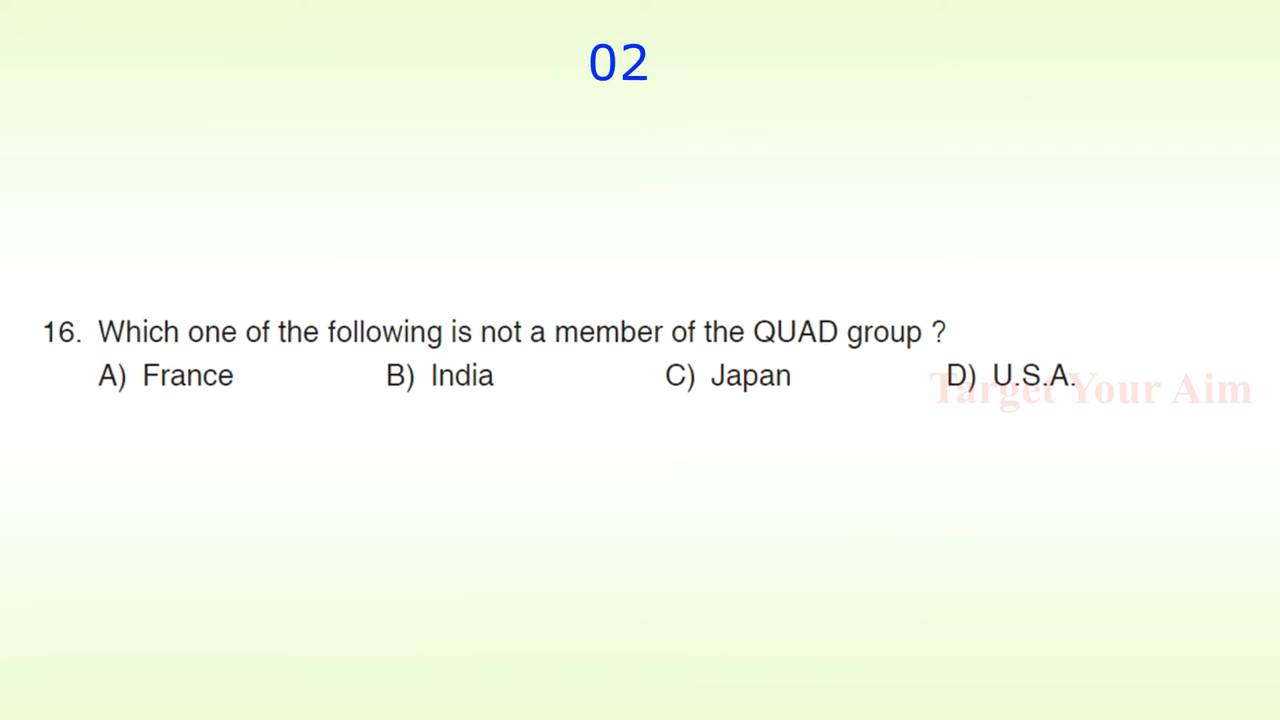 02
16. Which one of the following is not a member of the QUAD group ?
A) France B) India C) Japan D) U.S.A.
Target Your Aim